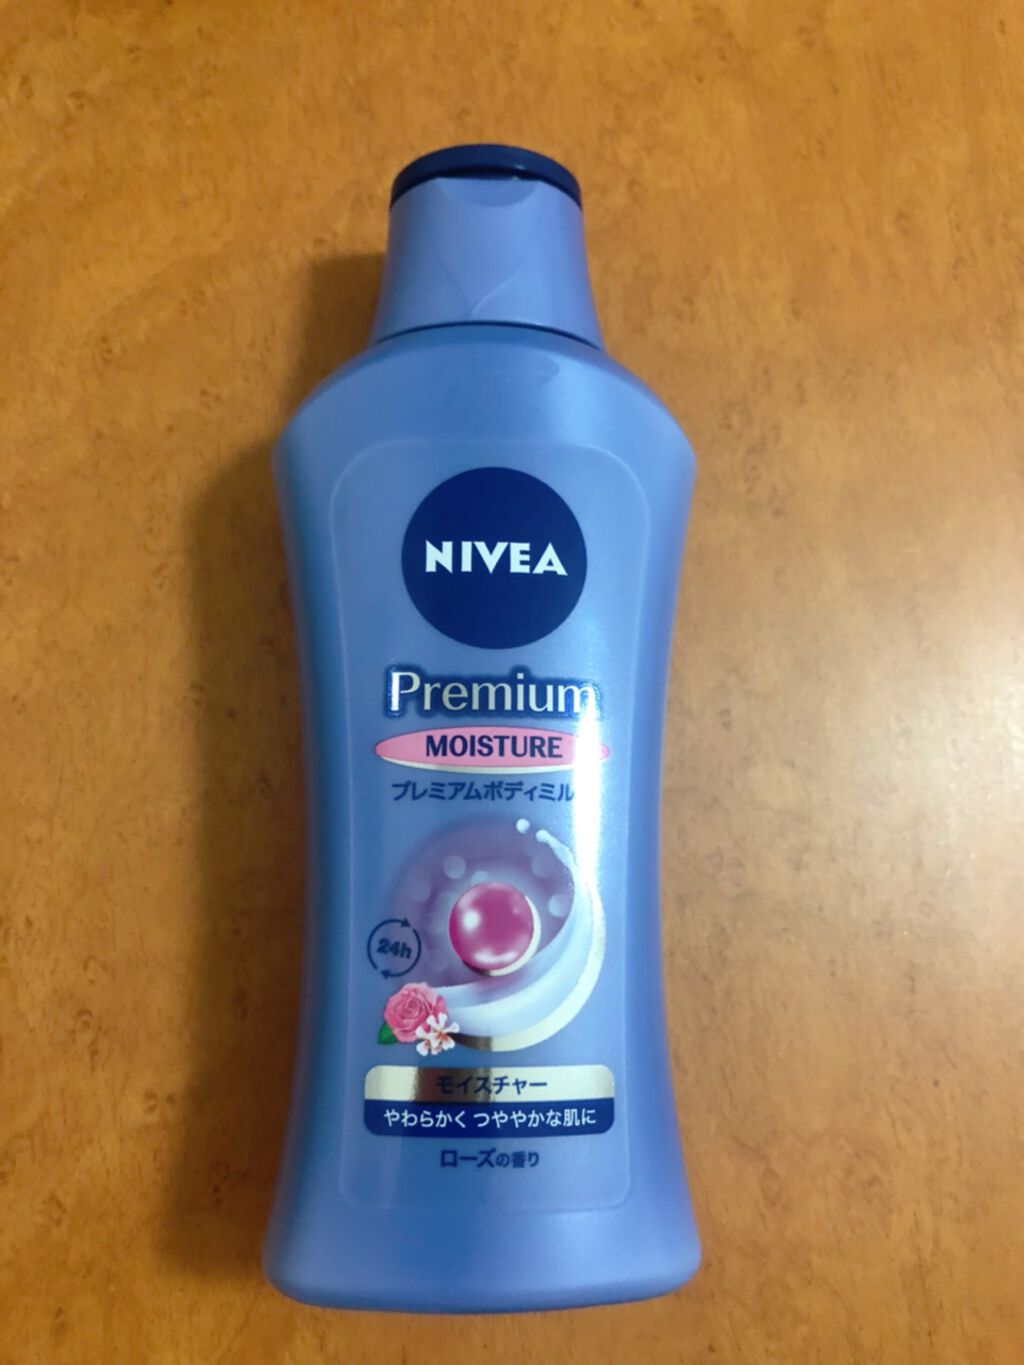 NIVEA
Premium
MOISTURE
プレミアムボディミル
24h
モイスチャー
やわらかく つややかな肌に
ローズの香り